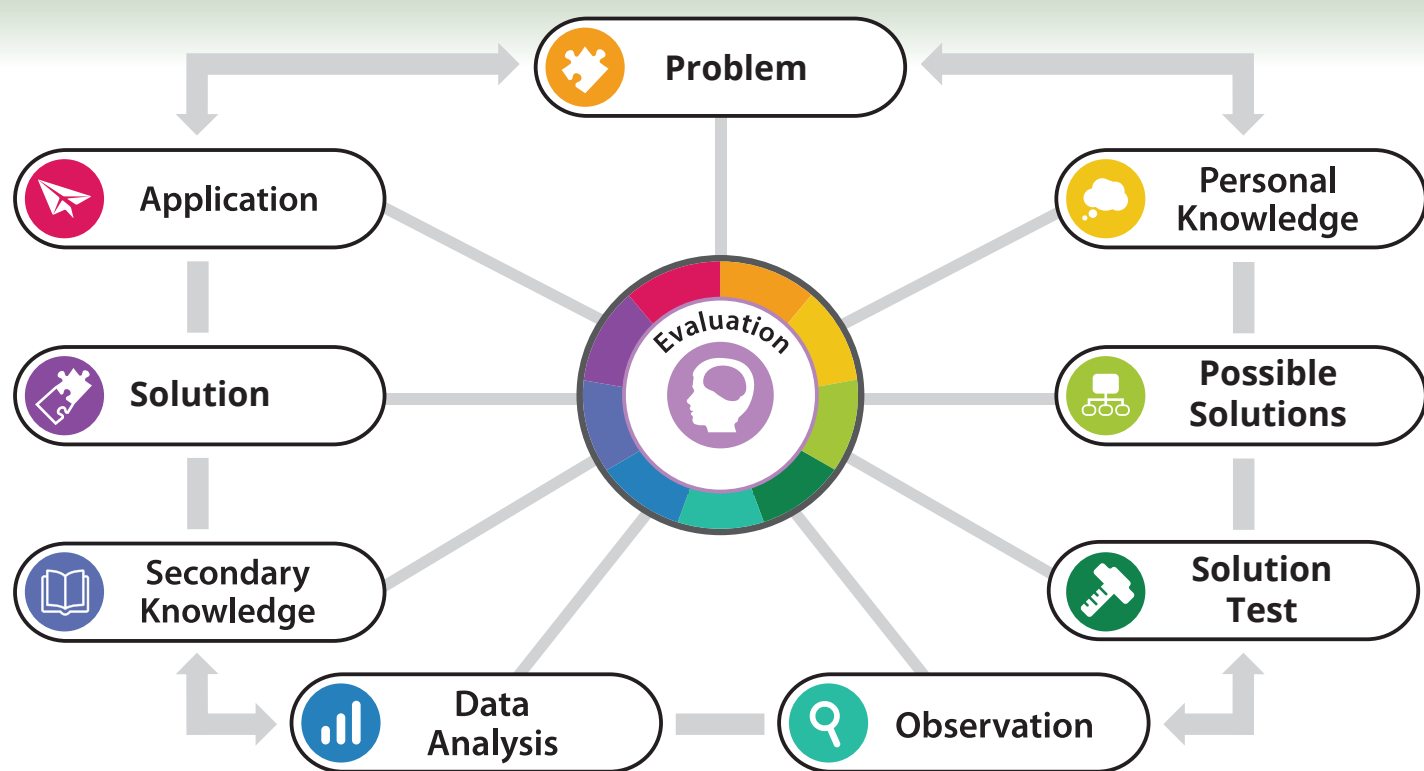 Problem
Application
Personal
Knowledge
Evaluation
Solution
Possible
Solutions
Secondary
Knowledge
Solution
Test
Data
Analysis
Observation